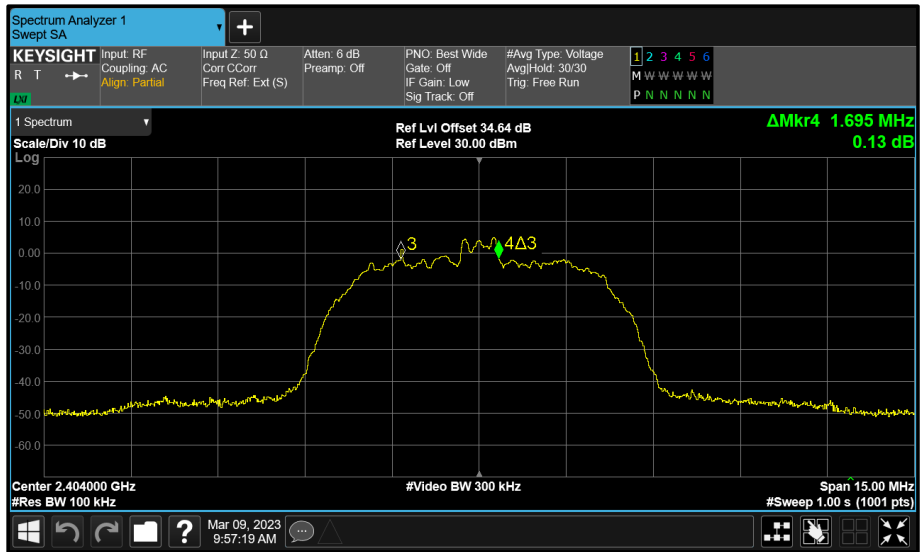 Spectrum Analyzer 1
Swept SA
+
KEYSIGHT
R T
LXI
Input: RF
Coupling: AC
Align: Partial
Input Z: 50 Ω
Corr CCorr
Freq Ref: Ext (S)
Atten: 6 dB
Preamp: Off
PNO: Best Wide
Gate: Off
IF Gain: Low
Sig Track: Off
#Avg Type: Voltage
Avg|Hold: 30/30
Trig: Free Run
1 2 3 4 5 6
M W W W W W
P N N N N N
1 Spectrum
Scale/Div 10 dB
Log
Ref Lvl Offset 34.64 dB
Ref Level 30.00 dBm
ΔMkr4 1.695 MHz
0.13 dB
20.0
10.0
0.00
-10.0
-20.0
-30.0
-40.0
-50.0
-60.0
3
4Δ3
Center 2.404000 GHz
#Res BW 100 kHz
#Video BW 300 kHz
Span 15.00 MHz
#Sweep 1.00 s (1001 pts)
?
Mar 09, 2023
9:57:19 AM